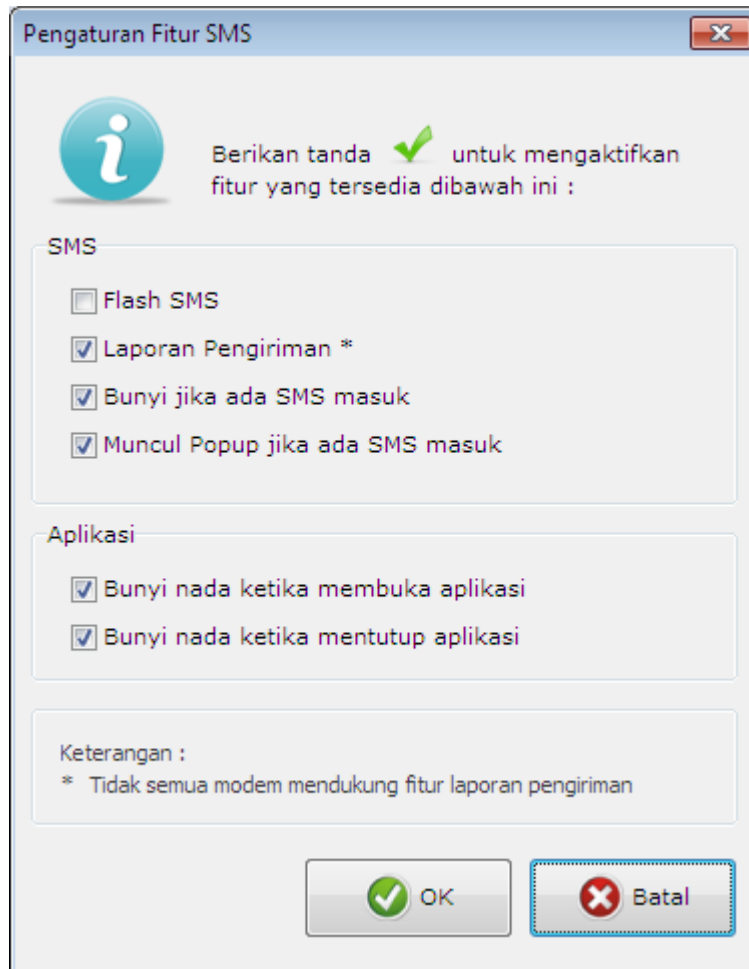 Pengaturan Fitur SMS
Berikan tanda untuk mengaktifkan
fitur yang tersedia dibawah ini :
SMS
Flash SMS
Laporan Pengiriman *
Bunyi jika ada SMS masuk
Muncul Popup jika ada SMS masuk
Aplikasi
Bunyi nada ketika membuka aplikasi
Bunyi nada ketika mentutup aplikasi
Keterangan :
* Tidak semua modem mendukung fitur laporan pengiriman
OK
Batal